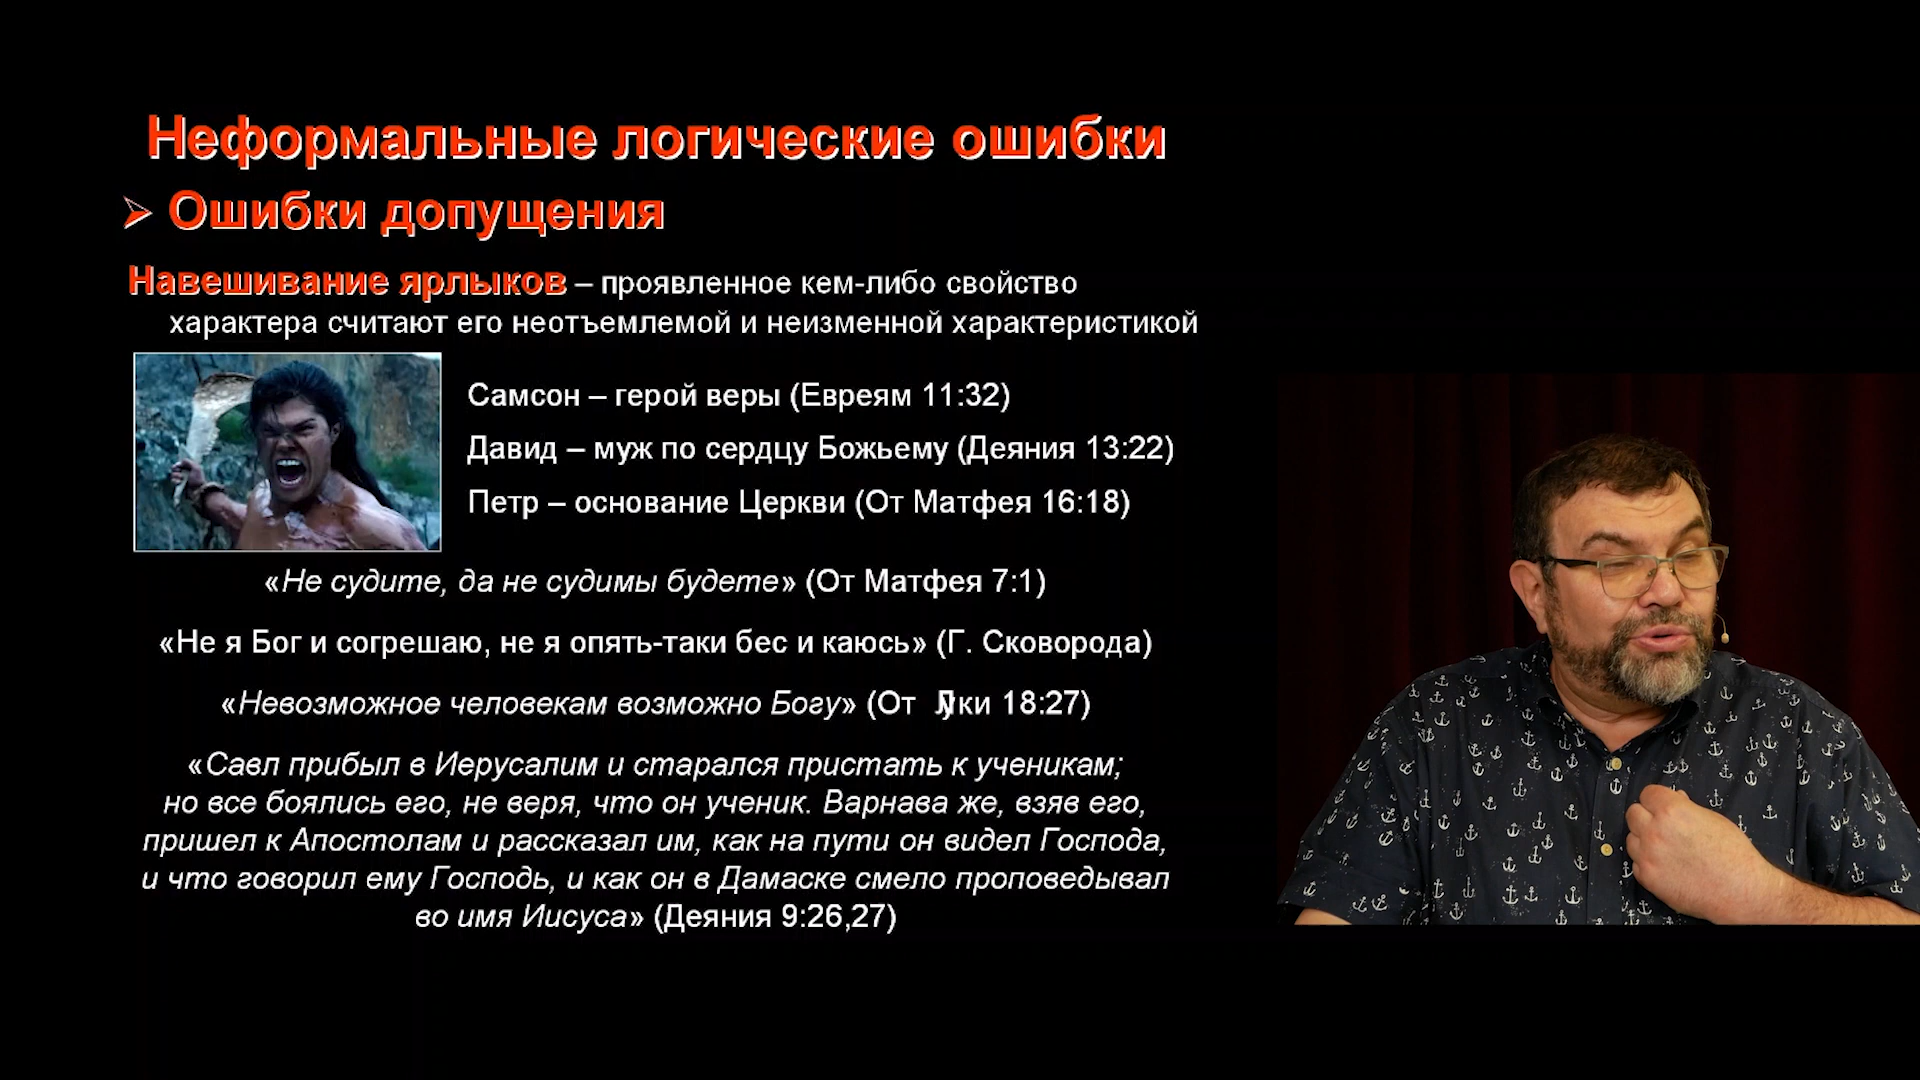 Неформальные логические ошибки
Ошибки допущения
Навешивание ярлыков – проявленное кем-либо свойство
характера считают его неотъемлемой и неизменной характеристикой
Самсон – герой веры (Евреям 11:32)
Давид – муж по сердцу Божьему (Деяния 13:22)
Петр – основание Церкви (От Матфея 16:18)
«Не судите, да не судимы будете» (От Матфея 7:1)
«Не я Бог и согрешаю, не я опять-таки бес и каюсь» (Г. Сковорода)
«Невозможное человекам возможно Богу» (От Луки 18:27)
«Савл прибыл в Иерусалим и старался пристать к ученикам;
но все боялись его, не веря, что он ученик. Варнава же, взяв его,
пришел к Апостолам и рассказал им, как на пути он видел Господа,
и что говорил ему Господь, и как он в Дамаске смело проповедывал
во имя Иисуса» (Деяния 9:26,27)